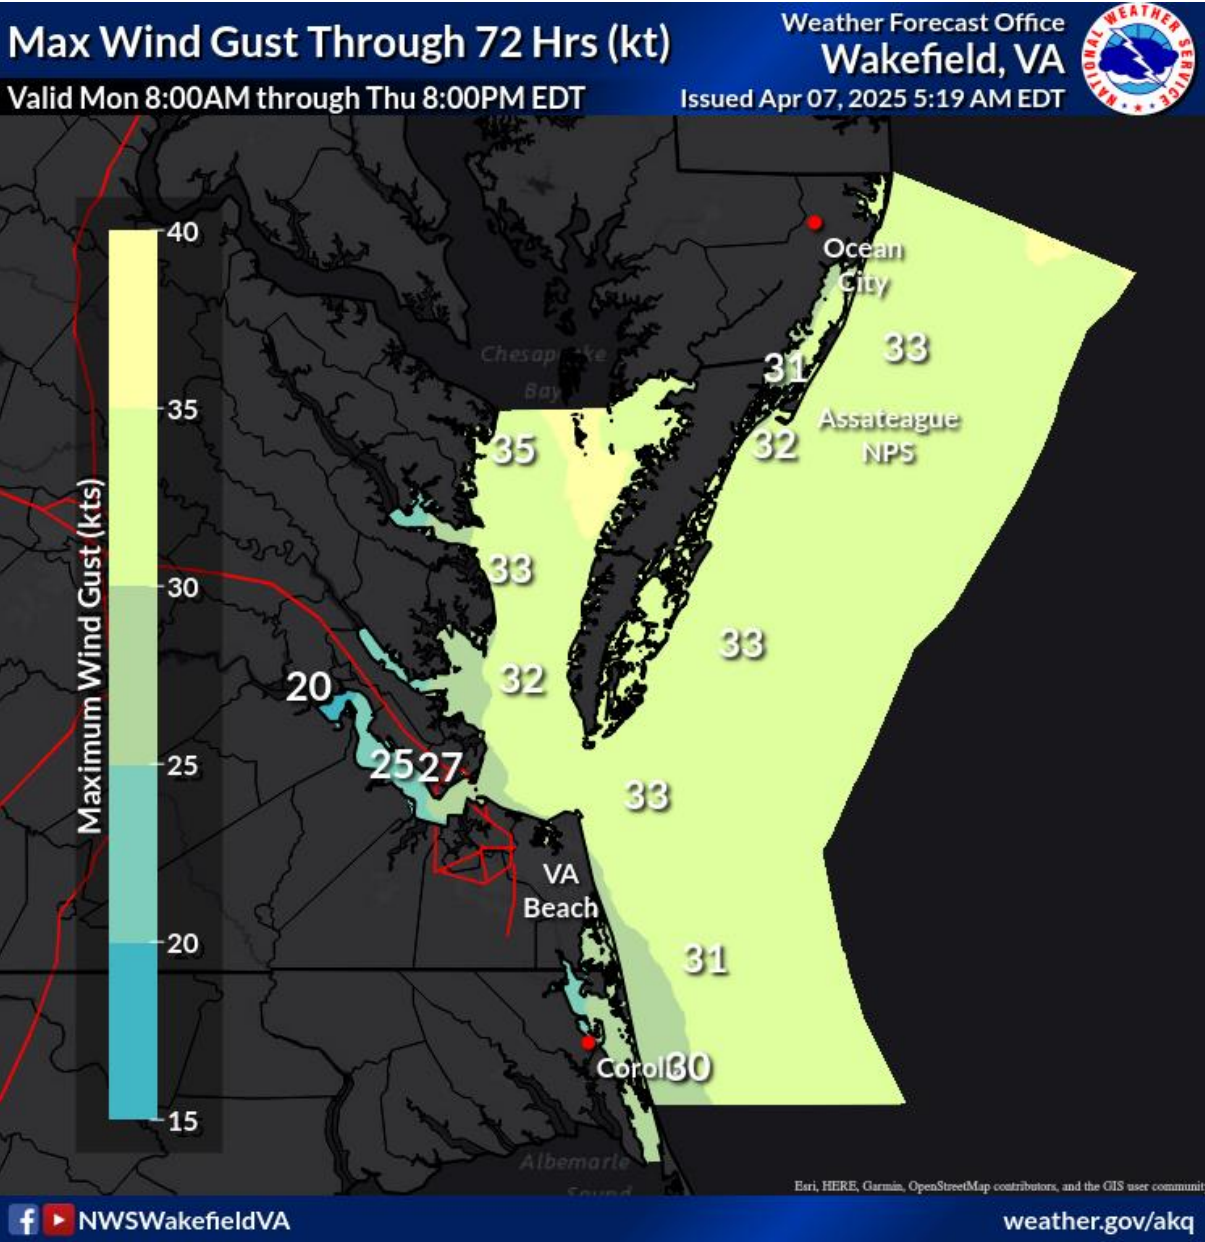 Max Wind Gust Through 72 Hrs (kt)
Valid Mon 8:00AM through Thu 8:00PM EDT
Weather Forecast Office
Wakefield, VA
Issued Apr 07, 2025 5:19 AM EDT
NATIONAL WEATHER SERVICE
Maximum Wind Gust (kts)
40
35
30
25
20
15
Ocean
City
Chesapeake
Bay
33
31
Assateague
NPS
32
35
33
33
32
20
25
27
33
VA
Beach
31
30
Albemarle
Sound
Esri, HERE, Garmin, OpenStreetMap contributors, and the GIS user communit
NWSWakefieldVA
weather.gov/akq